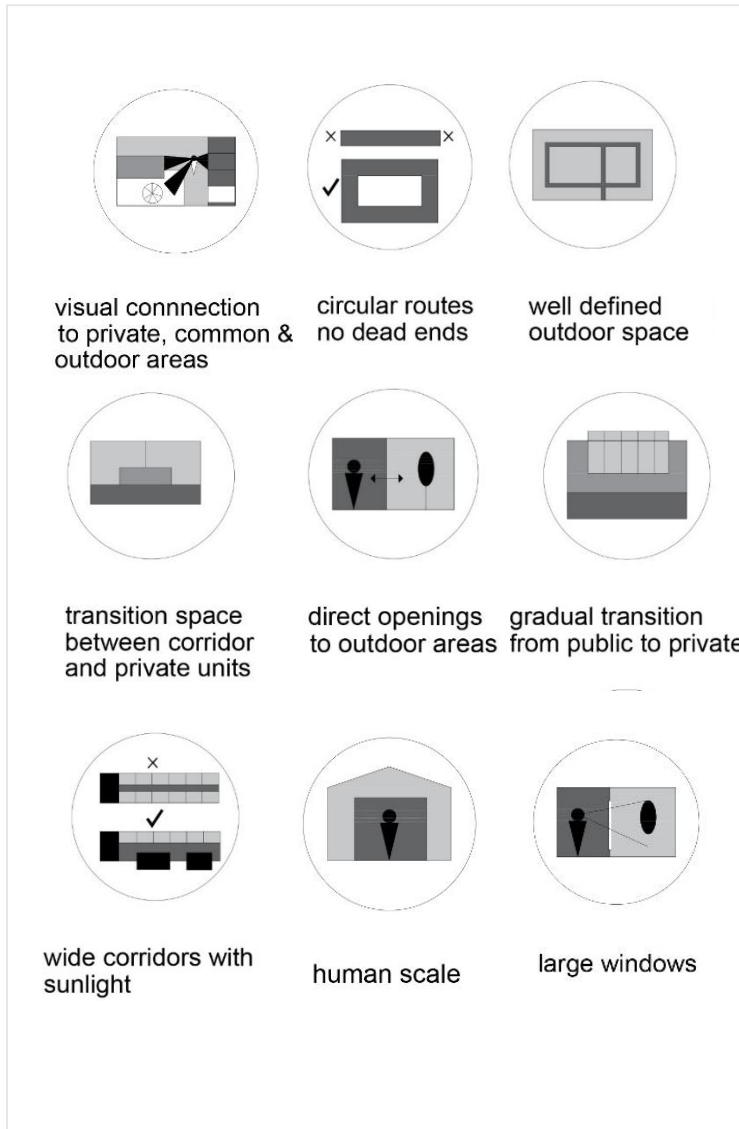 visual connnection
to private, common &
outdoor areas
circular routes
no dead ends
well defined
outdoor space
transition space
between corridor
and private units
direct openings
to outdoor areas
gradual transition
from public to private
wide corridors with
sunlight
human scale
large windows